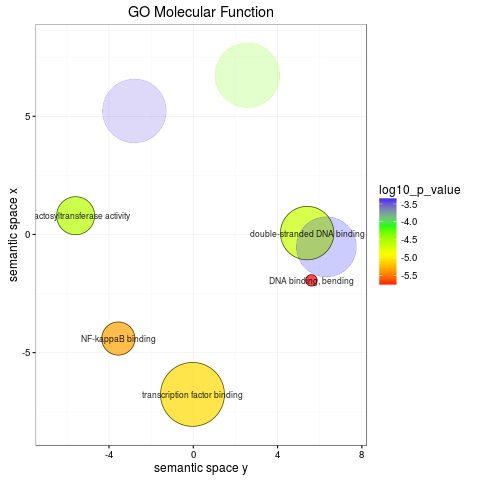 GO Molecular Function
semantic space x
5
0
-5
actosyltransferase activity
double-stranded DNA binding
DNA binding, bending
NF-kappaB binding
transcription factor binding
-4
0
4
8
semantic space y
log10_p_value
-3.5
-4.0
-4.5
-5.0
-5.5